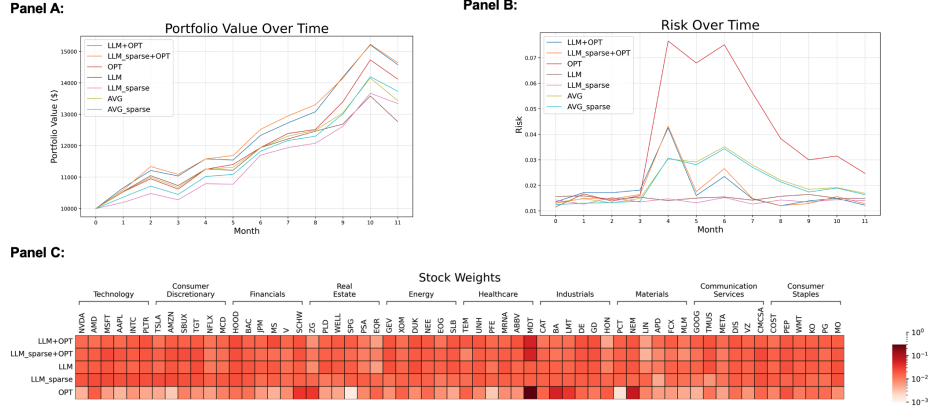 Panel A:
Portfolio Value Over Time
LLM+OPT
LLM_sparse+OPT
OPT
LLM
LLM_sparse
AVG
AVG_sparse
Portfolio Value ($)
15000
14000
13000
12000
11000
10000
0 1 2 3 4 5 6 7 8 9 10 11
Month
Panel B:
Risk Over Time
LLM+OPT
LLM_sparse+OPT
OPT
LLM
LLM_sparse
AVG
AVG_sparse
Risk
0.07
0.06
0.05
0.04
0.03
0.02
0.01
0 1 2 3 4 5 6 7 8 9 10 11
Month
Panel C:
Stock Weights
Technology
Consumer
Discretionary
Financials
Real
Estate
Energy
Healthcare
Industrials
Materials
Communication
Services
Consumer
Staples
NVDA AMD MSFT AAPL INTC PLTR TSLA AMZN SBUX TGT NFLX MCD HOOD BAC JPM MS V SCHW ZG PLD WELL SPG PSA EQR GEV XOM DUK NEE EOG SLB TEM UNH PFE MRNA ABBV MDT CAT BA LMT DE GD HON PCT NEM LIN APD FCX MLM GOOG TMUS META DIS VZ CMCSA COST PEP WMT KO PG MO
LLM+OPT
LLM_sparse+OPT
LLM
LLM_sparse
OPT
10⁰
10⁻¹
10⁻²
10⁻³